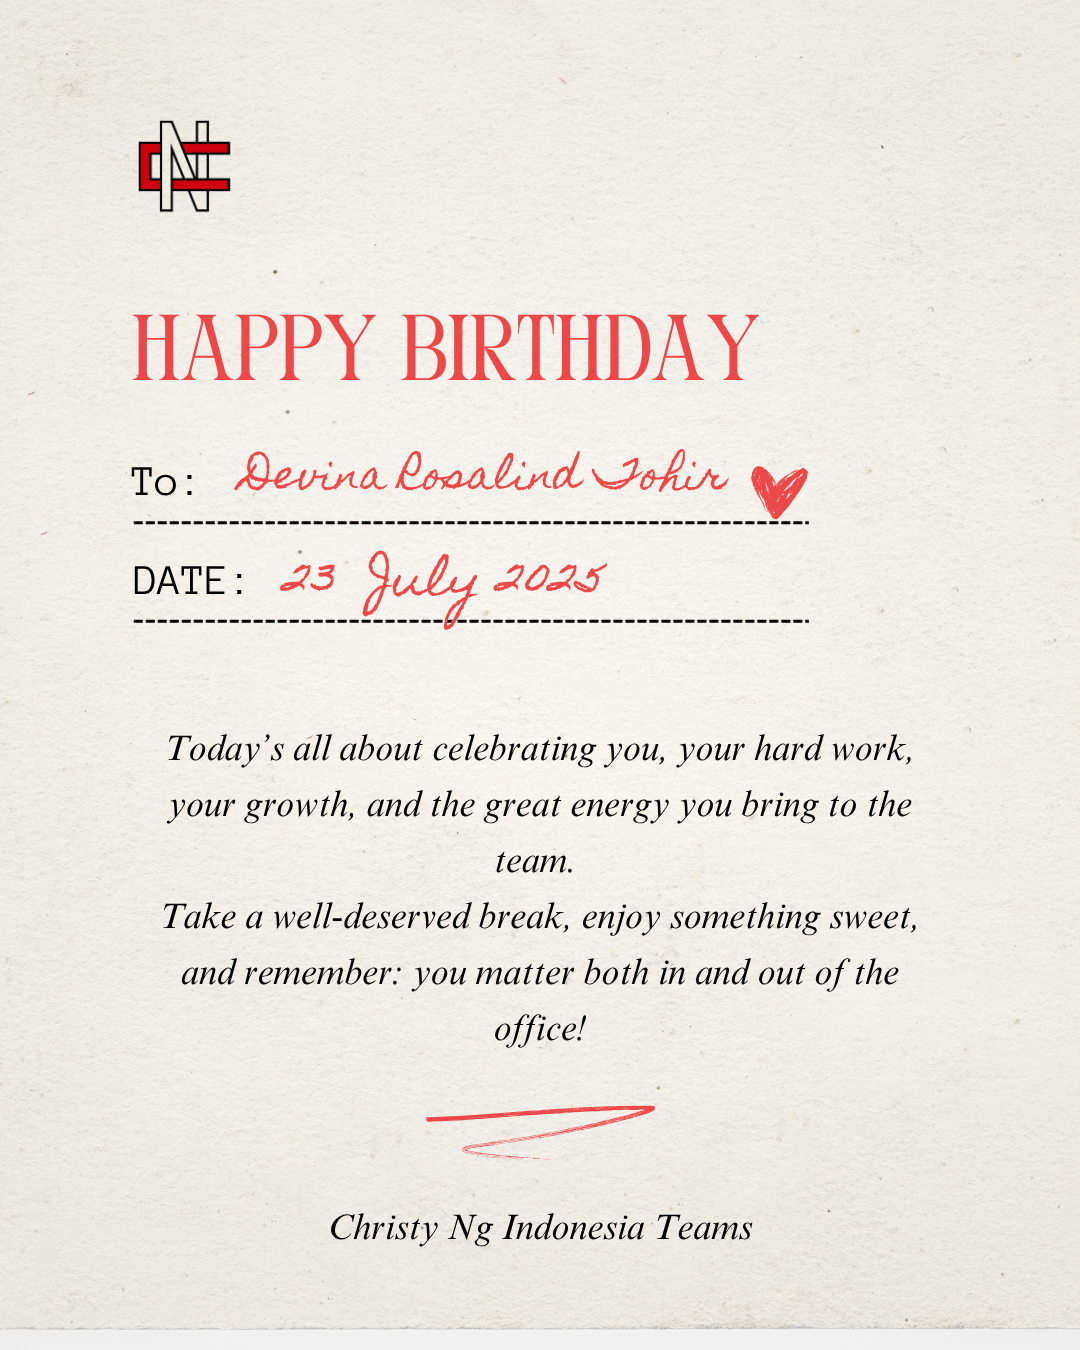 CN
HAPPY BIRTHDAY
To: Devina Rosalind Tohir
DATE: 23 July 2025
Today’s all about celebrating you, your hard work,
your growth, and the great energy you bring to the
team.
Take a well-deserved break, enjoy something sweet,
and remember: you matter both in and out of the
office!
Christy Ng Indonesia Teams